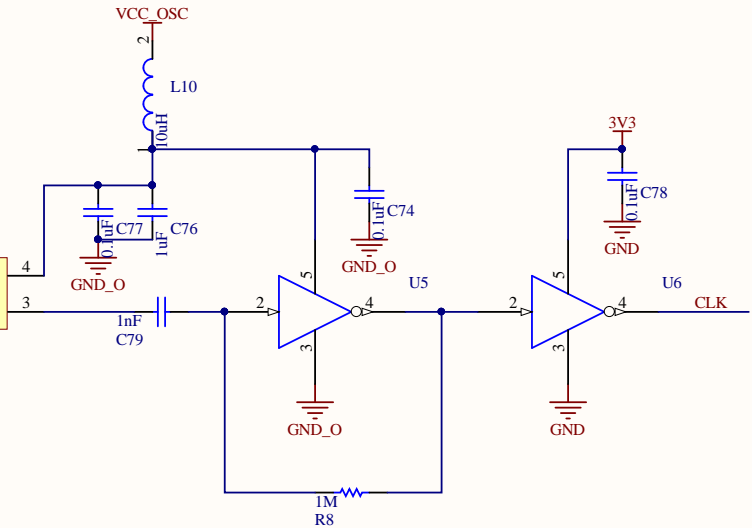 VCC_OSC
2
L10
10uH
1
3V3
C78
0.1uF
GND
C77
0.1uF
C76
1uF
C74
0.1uF
GND_O
GND_O
4
3
1nF
C79
2
5
4
3
U5
GND_O
2
5
4
3
U6
CLK
GND
1M
R8